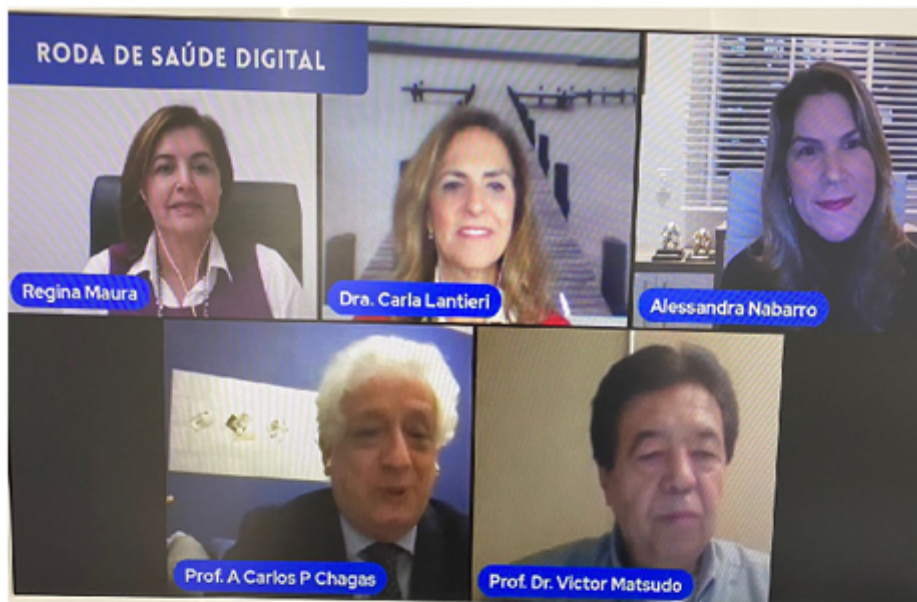 RODA DE SAÚDE DIGITAL
Regina Maura
Dra. Carla Lantieri
Alessandra Nabarro
Prof. A Carlos P Chagas
Prof. Dr. Victor Matsudo